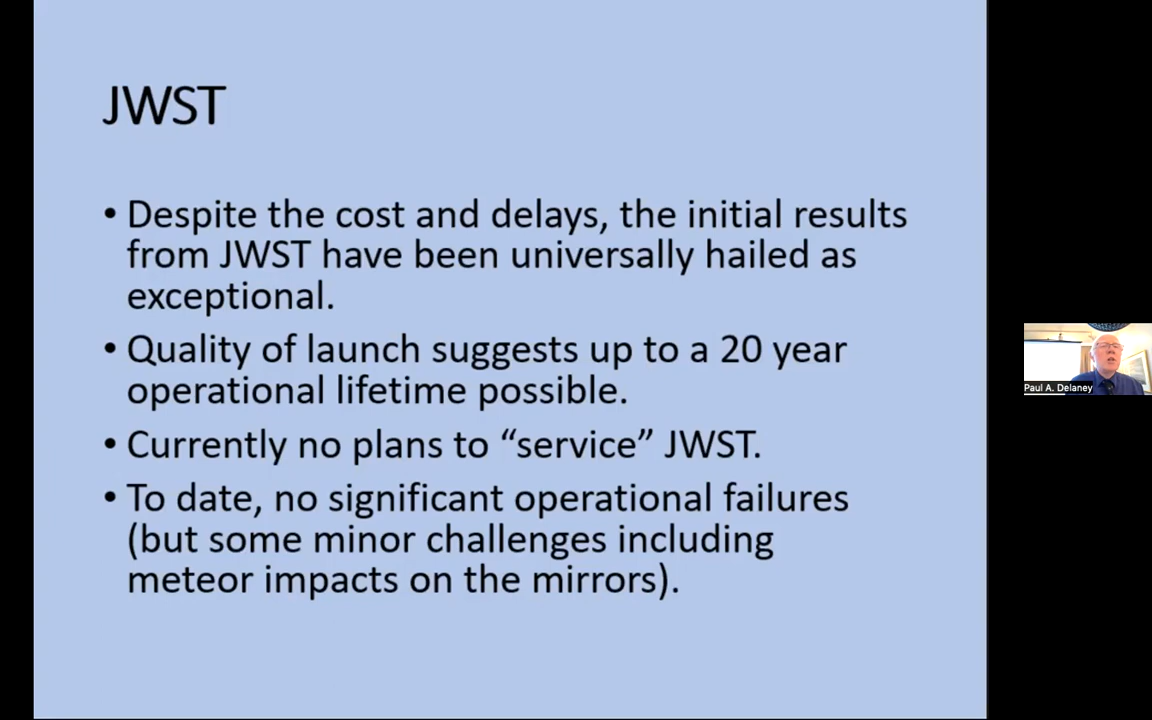 JWST
• Despite the cost and delays, the initial results
from JWST have been universally hailed as
exceptional.
• Quality of launch suggests up to a 20 year
operational lifetime possible.
• Currently no plans to “service” JWST.
• To date, no significant operational failures
(but some minor challenges including
meteor impacts on the mirrors).
Paul A. Delaney